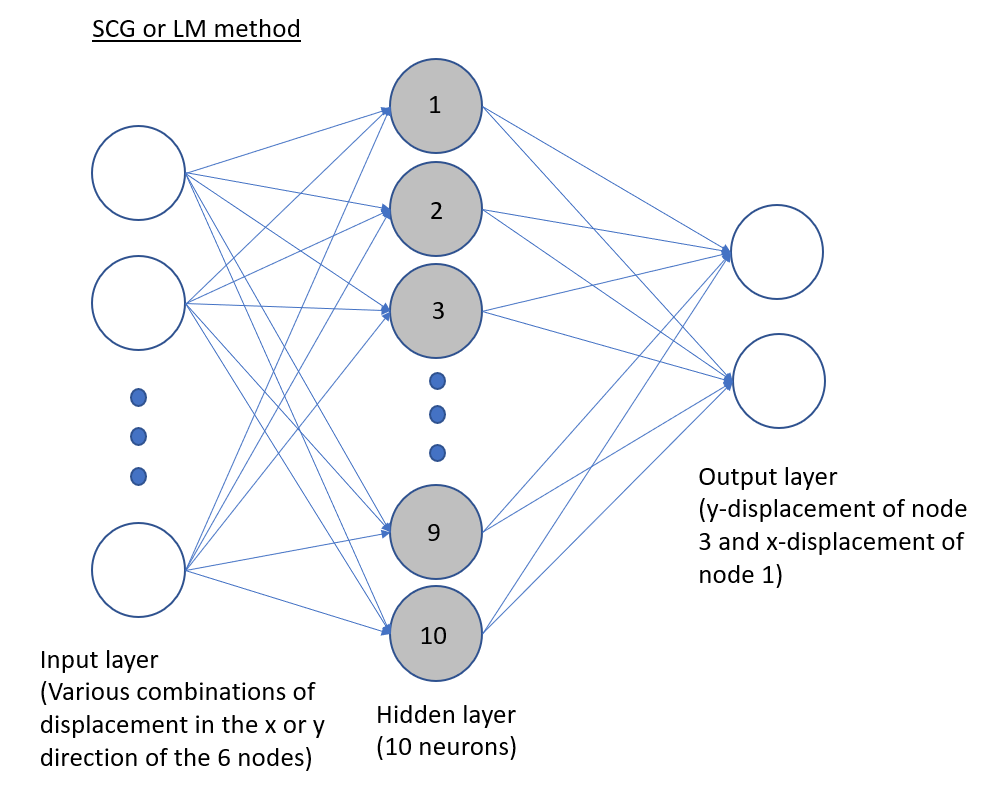 SCG or LM method
1
2
3
9
10
Input layer
(Various combinations of
displacement in the x or y
direction of the 6 nodes)
Hidden layer
(10 neurons)
Output layer
(y-displacement of node
3 and x-displacement of
node 1)